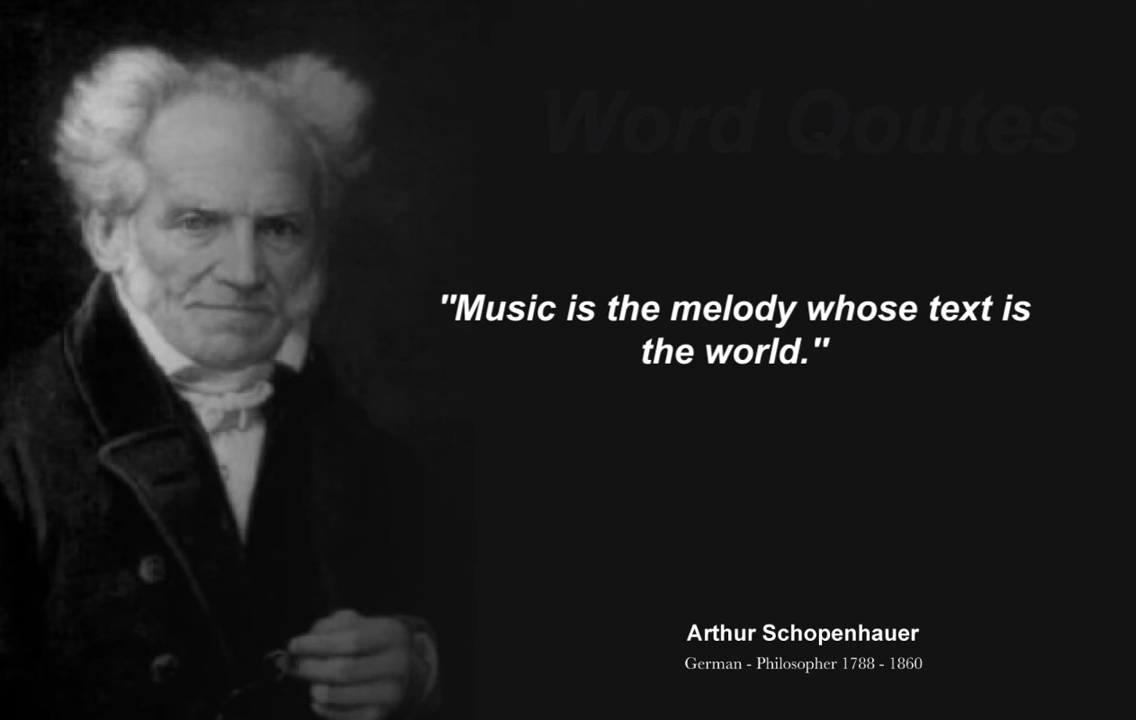 Word Qoutes
"Music is the melody whose text is
the world."
Arthur Schopenhauer
German - Philosopher 1788 - 1860